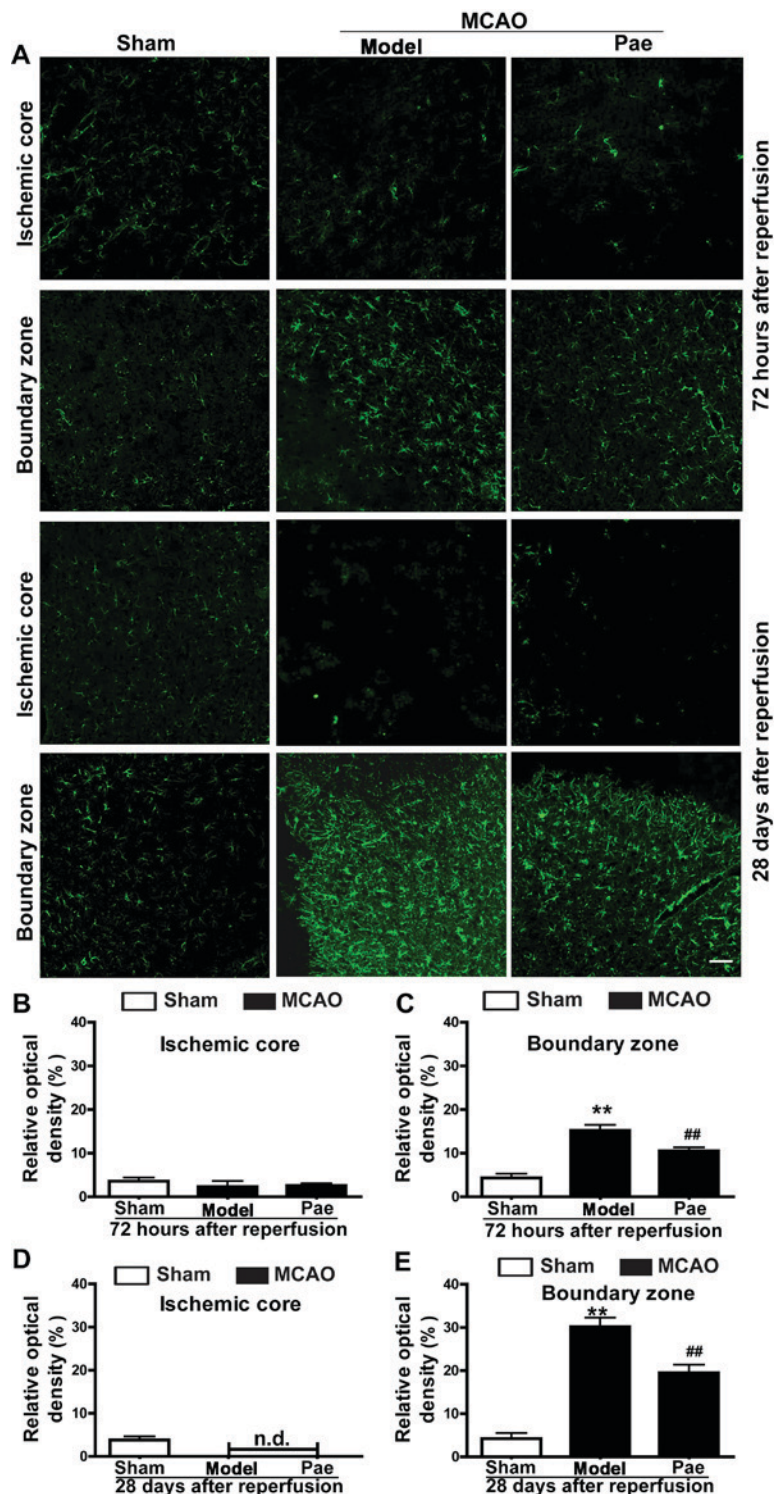 MCAO
Sham Model Pae
A
Ischemic core
Boundary zone
72 hours after reperfusion
Ischemic core
Boundary zone
28 days after reperfusion
B
Sham MCAO
Ischemic core
Relative optical
density (%)
40
30
20
10
0
Sham Model Pae
72 hours after reperfusion
C
Sham MCAO
Boundary zone
Relative optical
density (%)
40
30
20
10
0
**
##
Sham Model Pae
72 hours after reperfusion
D
Sham MCAO
Ischemic core
Relative optical
density (%)
40
30
20
10
0
n.d.
Sham Model Pae
28 days after reperfusion
E
Sham MCAO
Boundary zone
Relative optical
density (%)
40
30
20
10
0
**
##
Sham Model Pae
28 days after reperfusion